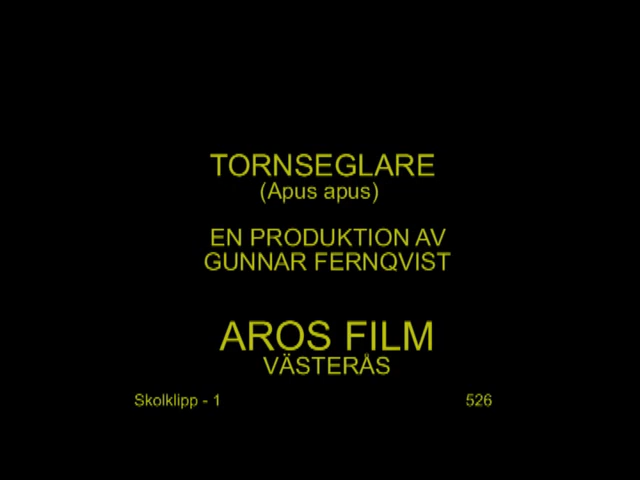 TORNSEGLARE
(Apus apus)
EN PRODUKTION AV
GUNNAR FERNQVIST
AROS FILM
VÄSTERÅS
Skolklipp - 1 526